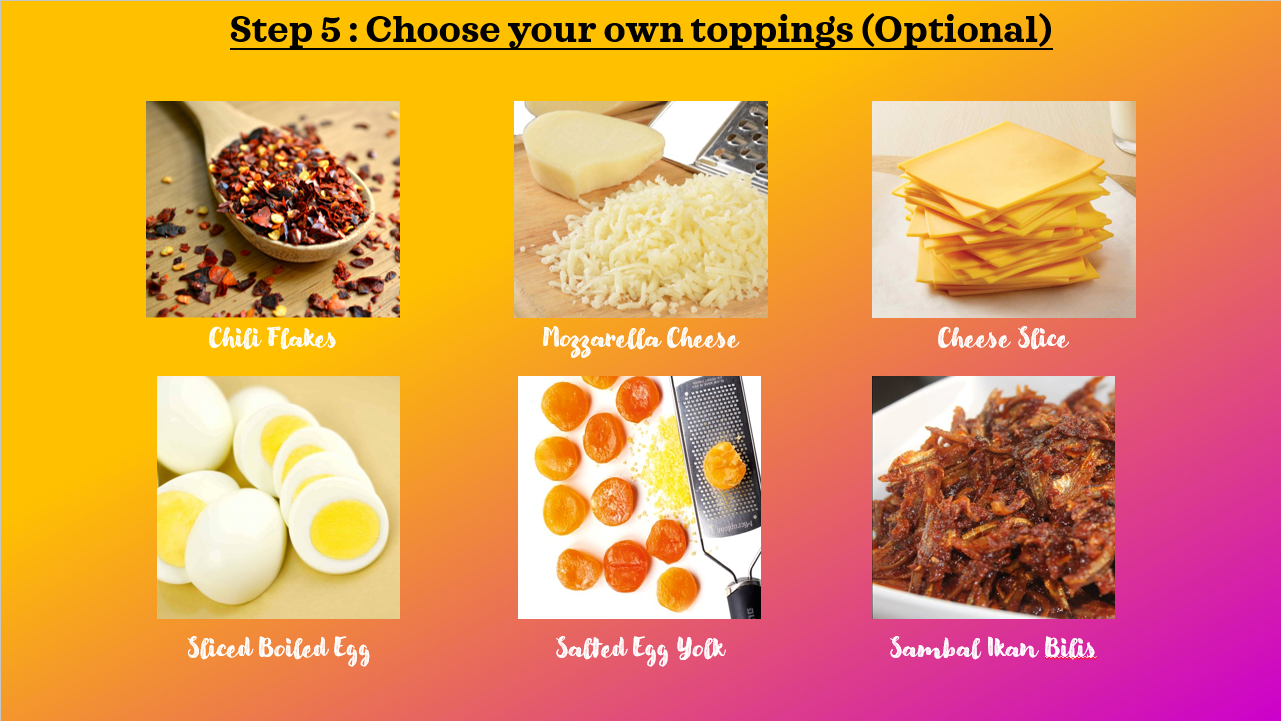 Step 5 : Choose your own toppings (Optional)
Chili Flakes
Mozzarella Cheese
Cheese Slice
Sliced Boiled Egg
Salted Egg Yolk
Sambal Ikan Bilis
Microplane